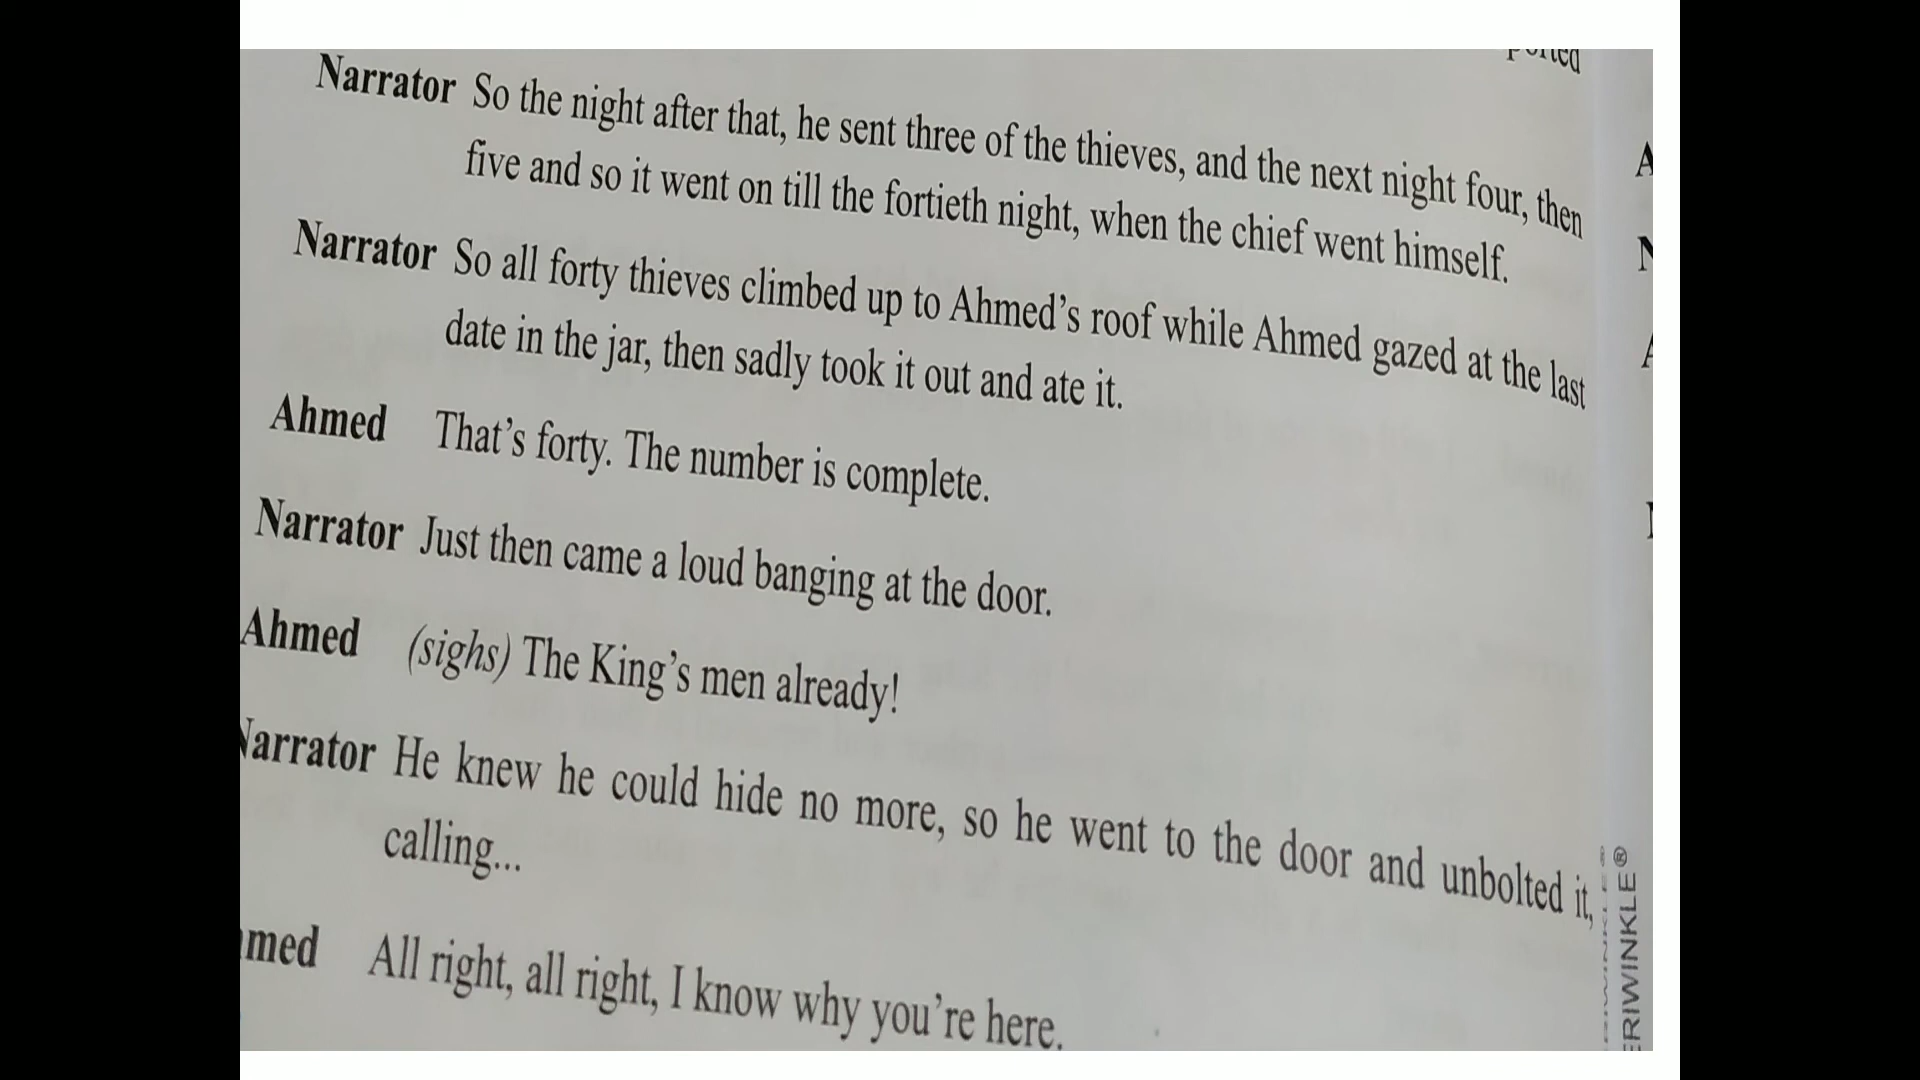 ported
Narrator So the night after that, he sent three of the thieves, and the next night four, then
five and so it went on till the fortieth night, when the chief went himself.
Narrator So all forty thieves climbed up to Ahmed's roof while Ahmed gazed at the last
date in the jar, then sadly took it out and ate it.
Ahmed That's forty. The number is complete.
Narrator Just then came a loud banging at the door.
Ahmed (sighs) The King's men already!
Narrator He knew he could hide no more, so he went to the door and unbolted it,
calling...
med All right, all right, I know why you're here.
ERIWINKLE®